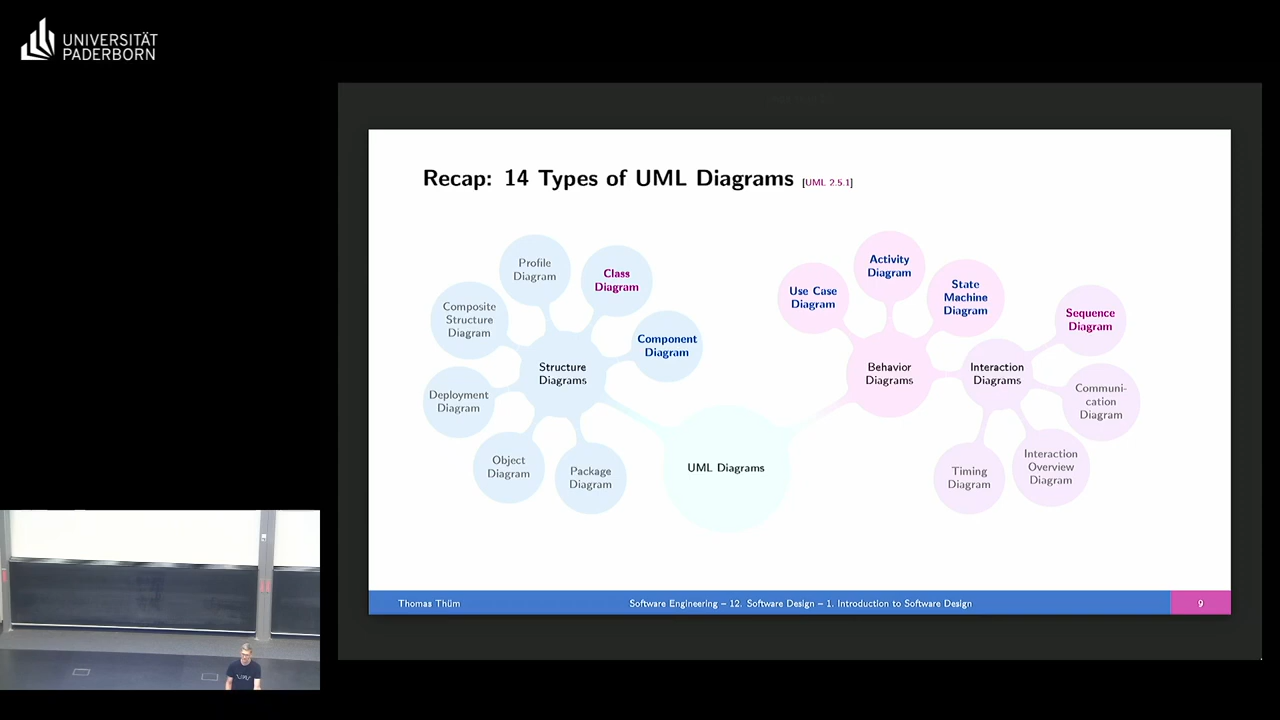 UNIVERSITÄT
PADERBORN
Recap: 14 Types of UML Diagrams [UML 2.5.1]
Profile
Diagram
Class
Diagram
Composite
Structure
Diagram
Component
Diagram
Structure
Diagrams
Deployment
Diagram
Object
Diagram
Package
Diagram
UML Diagrams
Use Case
Diagram
Activity
Diagram
State
Machine
Diagram
Behavior
Diagrams
Interaction
Diagrams
Sequence
Diagram
Communi-
cation
Diagram
Interaction
Overview
Diagram
Timing
Diagram
Thomas Thüm
Software Engineering – 12. Software Design – 1. Introduction to Software Design
9